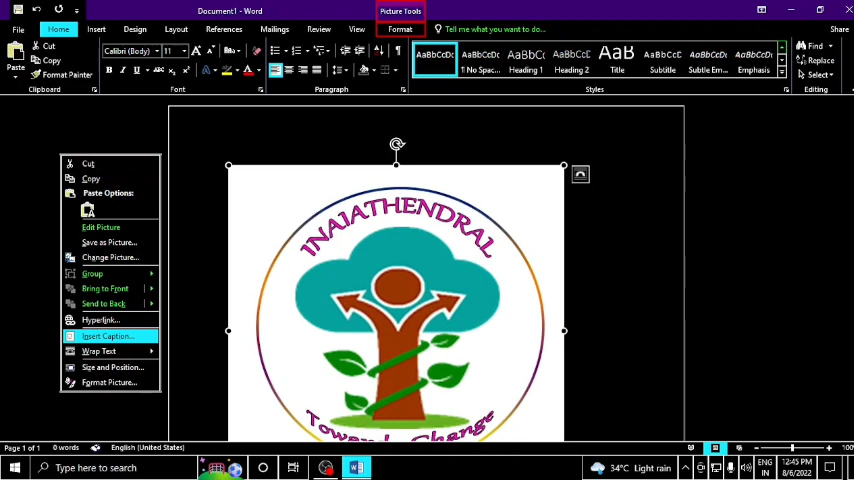 Document1 - Word
Picture Tools
File Home Insert Design Layout References Mailings Review View Format Tell me what you want to do...
Paste
Cut
Copy
Format Painter
Clipboard
Calibri (Body) 11
B I U abc
Font
Paragraph
AaBbCcDc AaBbCcDc AaBbC AaBbCcC AaB AaBbCcD AaBbCcDc AaBbCcDc
¶ No Spac... Heading 1 Heading 2 Title Subtitle Subtle Em... Emphasis
Styles
Find
Replace
Select
Editing
Cut
Copy
Paste Options:
Edit Picture
Save as Picture...
Change Picture...
Group
Bring to Front
Send to Back
Hyperlink...
Insert Caption...
Wrap Text
Size and Position...
Format Picture...
INAIATHENDRAL
Towards Change
Page 1 of 1 0 words English (United States) 100%
Type here to search
34°C Light rain
ENG
IN
12:45 PM
8/6/2022